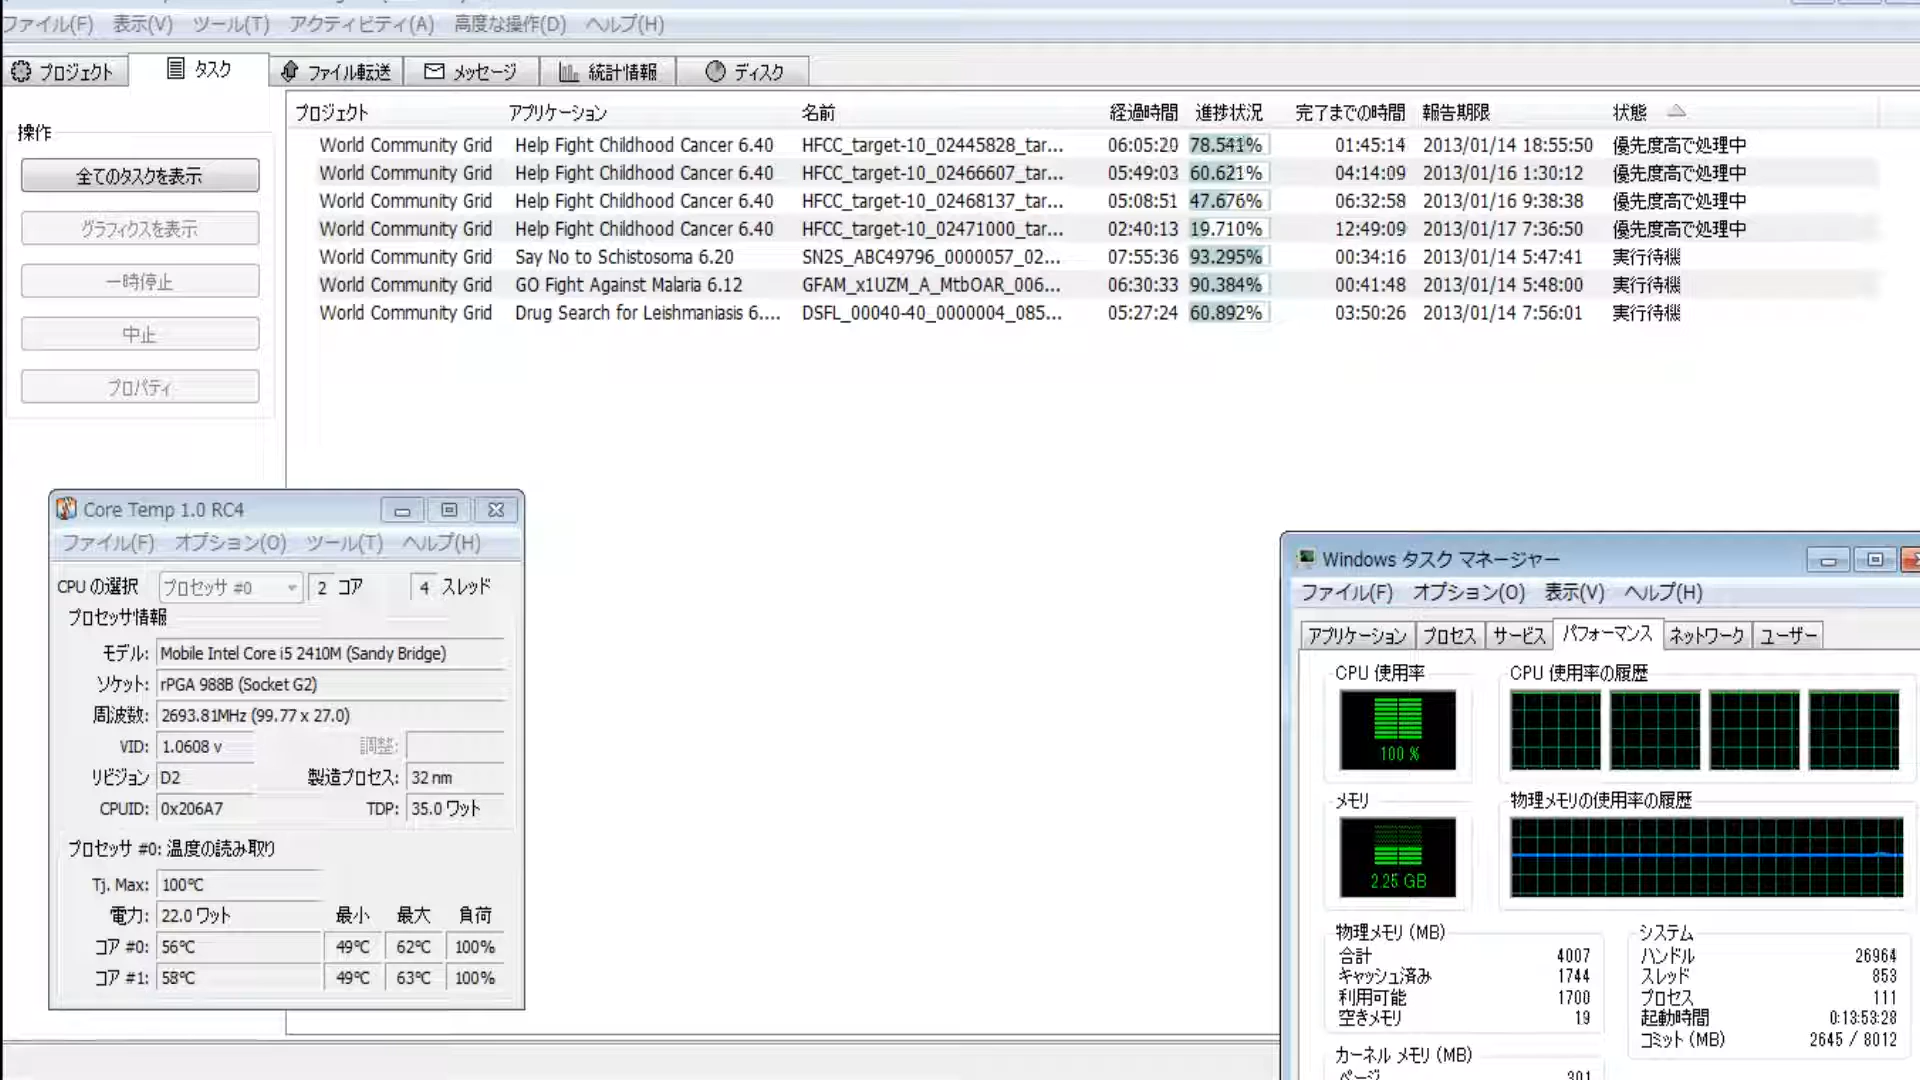 ファイル(F) 表示(V) ツール(T) アクティビティ(A) 高度な操作(D) ヘルプ(H)
プロジェクト タスク ファイル転送 メッセージ 統計情報 ディスク
操作
全てのタスクを表示
グラフィクスを表示
一時停止
中止
プロパティ
プロジェクト アプリケーション 名前 経過時間 進捗状況 完了までの時間 報告期限 状態
World Community Grid Help Fight Childhood Cancer 6.40 HFCC_target-10_02445828_tar... 06:05:20 78.541% 01:45:14 2013/01/14 18:55:50 優先度高で処理中
World Community Grid Help Fight Childhood Cancer 6.40 HFCC_target-10_02466607_tar... 05:49:03 60.621% 04:14:09 2013/01/16 1:30:12 優先度高で処理中
World Community Grid Help Fight Childhood Cancer 6.40 HFCC_target-10_02468137_tar... 05:08:51 47.676% 06:32:58 2013/01/16 9:38:38 優先度高で処理中
World Community Grid Help Fight Childhood Cancer 6.40 HFCC_target-10_02471000_tar... 02:40:13 19.710% 12:49:09 2013/01/17 7:36:50 優先度高で処理中
World Community Grid Say No to Schistosoma 6.20 SN2S_ABC49796_0000057_02... 07:55:36 93.295% 00:34:16 2013/01/14 5:47:41 実行待機
World Community Grid GO Fight Against Malaria 6.12 GFAM_x1UZM_A_MtbOAR_006... 06:30:33 90.384% 00:41:48 2013/01/14 5:48:00 実行待機
World Community Grid Drug Search for Leishmaniasis 6.... DSFL_00040-40_0000004_085... 05:27:24 60.892% 03:50:26 2013/01/14 7:56:01 実行待機
Core Temp 1.0 RC4
ファイル(F) オプション(O) ツール(T) ヘルプ(H)
CPU の選択 プロセッサ #0 2 コア 4 スレッド
プロセッサ情報
モデル: Mobile Intel Core i5 2410M (Sandy Bridge)
ソケット: rPGA 988B (Socket G2)
周波数: 2693.81MHz (99.77 x 27.0)
VID: 1.0608 v 調整:
リビジョン D2 製造プロセス: 32 nm
CPUID: 0x206A7 TDP: 35.0 ワット
プロセッサ #0: 温度の読み取り
Tj. Max: 100℃
電力: 22.0 ワット 最小 最大 負荷
コア #0: 56℃ 49℃ 62℃ 100%
コア #1: 58℃ 49℃ 63℃ 100%
Windows タスク マネージャー
ファイル(F) オプション(O) 表示(V) ヘルプ(H)
アプリケーション プロセス サービス パフォーマンス ネットワーク ユーザー
CPU 使用率 CPU 使用率の履歴
100 %
メモリ 物理メモリの使用率の履歴
2.25 GB
物理メモリ (MB)
合計 4007
キャッシュ済み 1744
利用可能 1700
空きメモリ 19
システム
ハンドル 26964
スレッド 853
プロセス 111
起動時間 0:13:53:28
コミット (MB) 2645 / 8012
カーネル メモリ (MB)
ページ 301